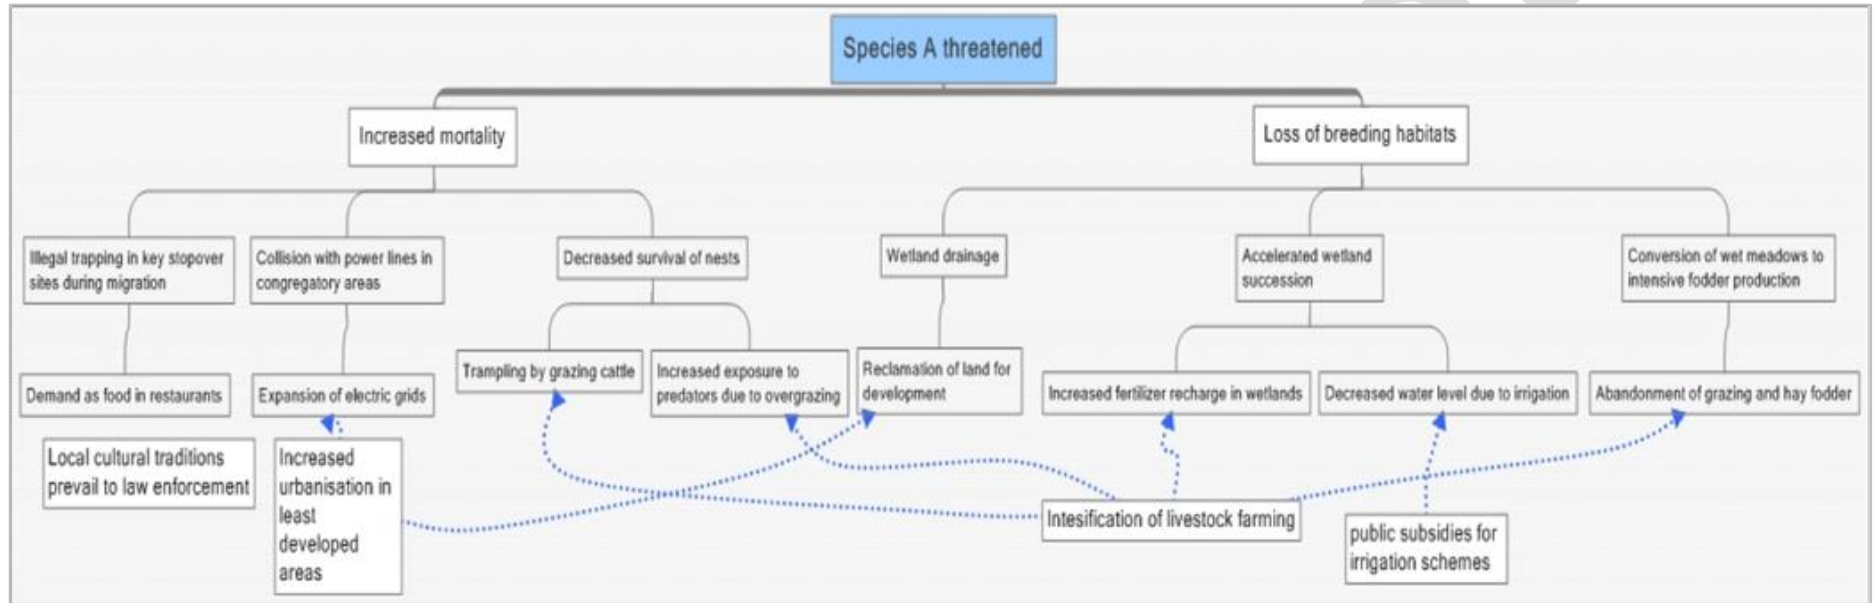 Species A threatened
Increased mortality
Loss of breeding habitats
Illegal trapping in key stopover
sites during migration
Collision with power lines in
congregatory areas
Decreased survival of nests
Wetland drainage
Accelerated wetland
succession
Conversion of wet meadows to
intensive fodder production
Demand as food in restaurants
Expansion of electric grids
Trampling by grazing cattle
Increased exposure to
predators due to overgrazing
Reclamation of land for
development
Increased fertilizer recharge in wetlands
Decreased water level due to irrigation
Abandonment of grazing and hay fodder
Local cultural traditions
prevail to law enforcement
Increased
urbanisation in
least
developed
areas
Intesification of livestock farming
public subsidies for
irrigation schemes